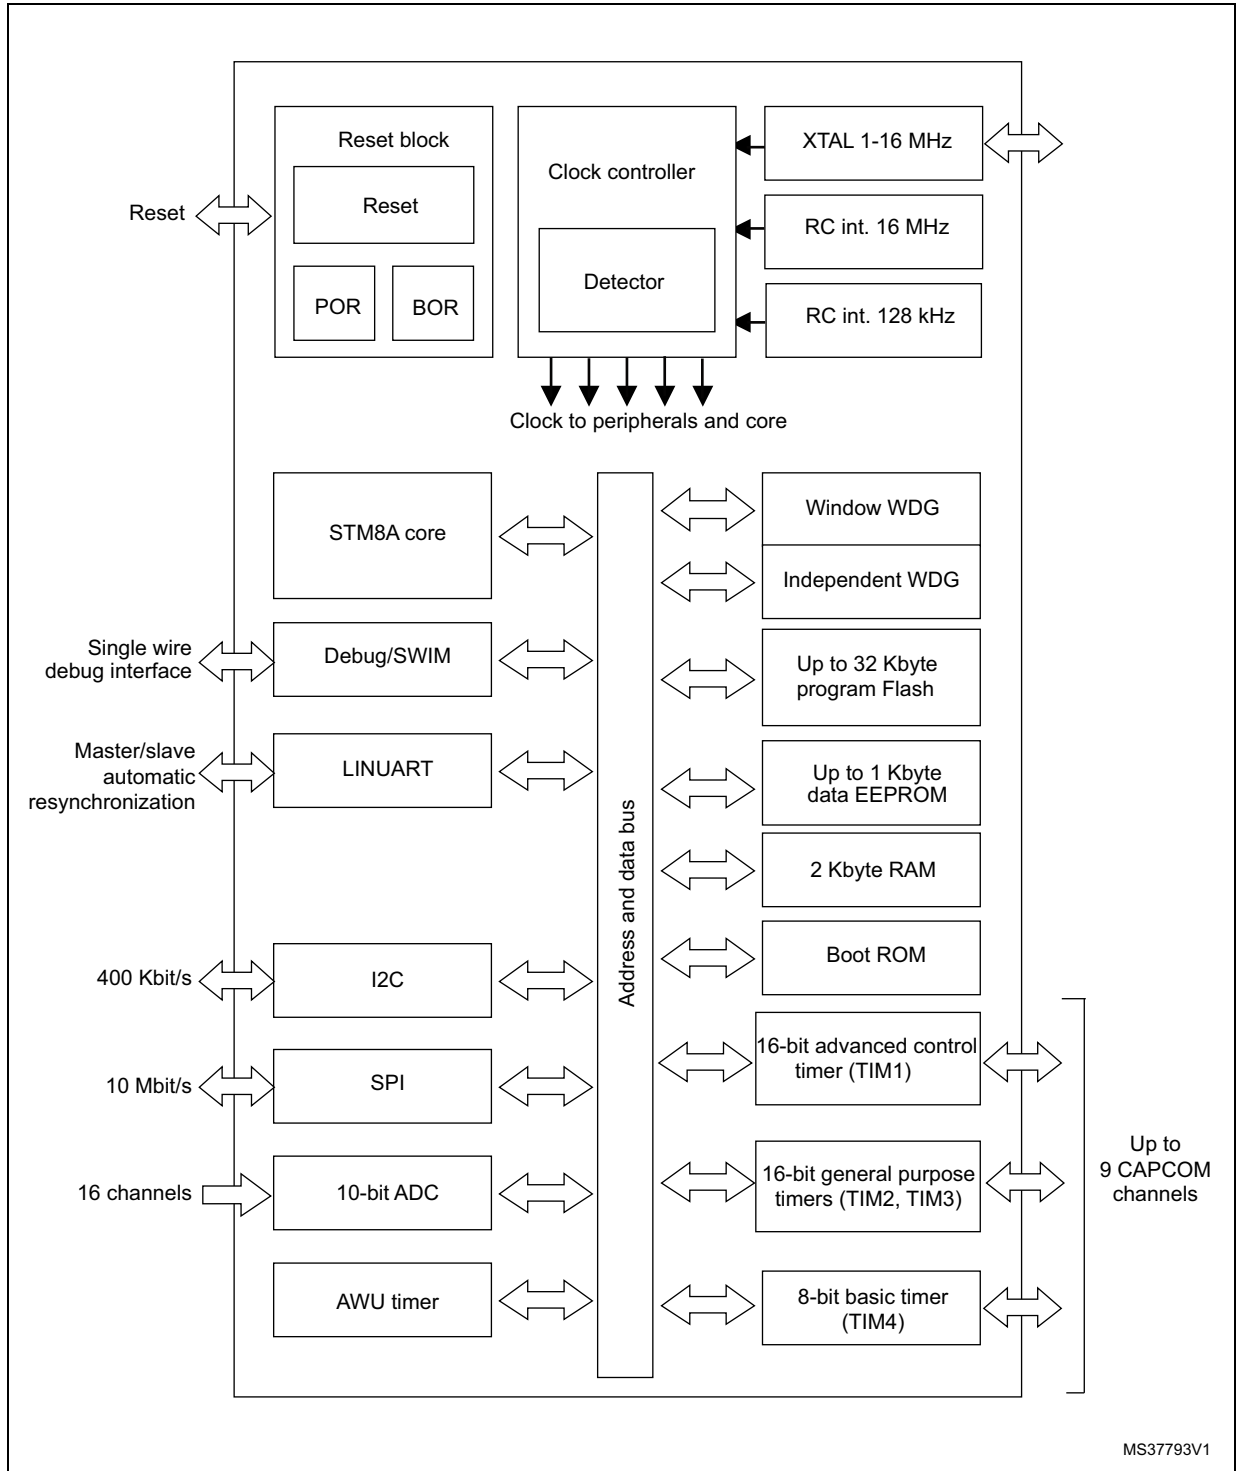 Reset block
Reset
POR
BOR
Reset
Clock controller
Detector
XTAL 1-16 MHz
RC int. 16 MHz
RC int. 128 kHz
Clock to peripherals and core
STM8A core
Single wire
debug interface
Debug/SWIM
Master/slave
automatic
resynchronization
LINUART
400 Kbit/s
I2C
10 Mbit/s
SPI
16 channels
10-bit ADC
AWU timer
Address and data bus
Window WDG
Independent WDG
Up to 32 Kbyte
program Flash
Up to 1 Kbyte
data EEPROM
2 Kbyte RAM
Boot ROM
16-bit advanced control
timer (TIM1)
16-bit general purpose
timers (TIM2, TIM3)
8-bit basic timer
(TIM4)
Up to
9 CAPCOM
channels
MS37793V1